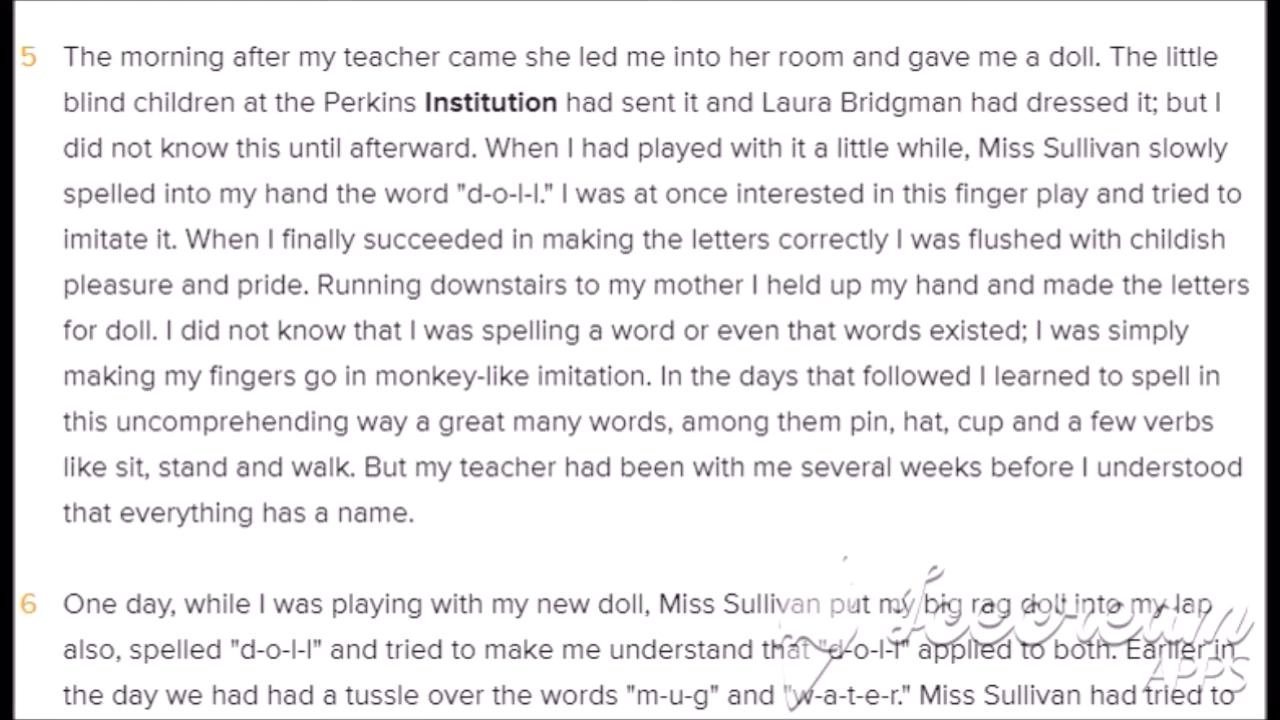 5 The morning after my teacher came she led me into her room and gave me a doll. The little
blind children at the Perkins Institution had sent it and Laura Bridgman had dressed it; but I
did not know this until afterward. When I had played with it a little while, Miss Sullivan slowly
spelled into my hand the word "d-o-l-l." I was at once interested in this finger play and tried to
imitate it. When I finally succeeded in making the letters correctly I was flushed with childish
pleasure and pride. Running downstairs to my mother I held up my hand and made the letters
for doll. I did not know that I was spelling a word or even that words existed; I was simply
making my fingers go in monkey-like imitation. In the days that followed I learned to spell in
this uncomprehending way a great many words, among them pin, hat, cup and a few verbs
like sit, stand and walk. But my teacher had been with me several weeks before I understood
that everything has a name.
6 One day, while I was playing with my new doll, Miss Sullivan put my big rag doll into my lap
also, spelled "d-o-l-l" and tried to make me understand that "d-o-l-l" applied to both. Earlier in
the day we had had a tussle over the words "m-u-g" and "w-a-t-e-r." Miss Sullivan had tried to
Icecream
APPS